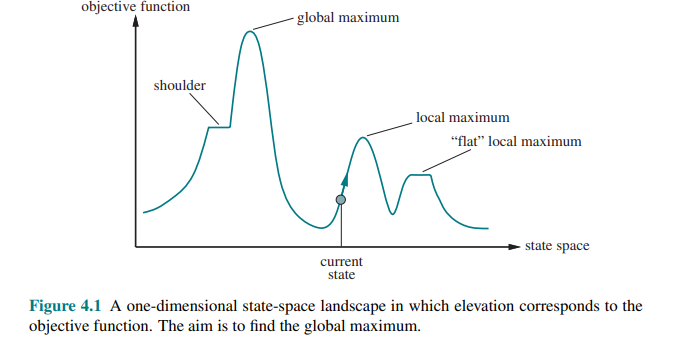 objective function
global maximum
shoulder
local maximum
“flat” local maximum
state space
current
state
Figure 4.1 A one-dimensional state-space landscape in which elevation corresponds to the
objective function. The aim is to find the global maximum.